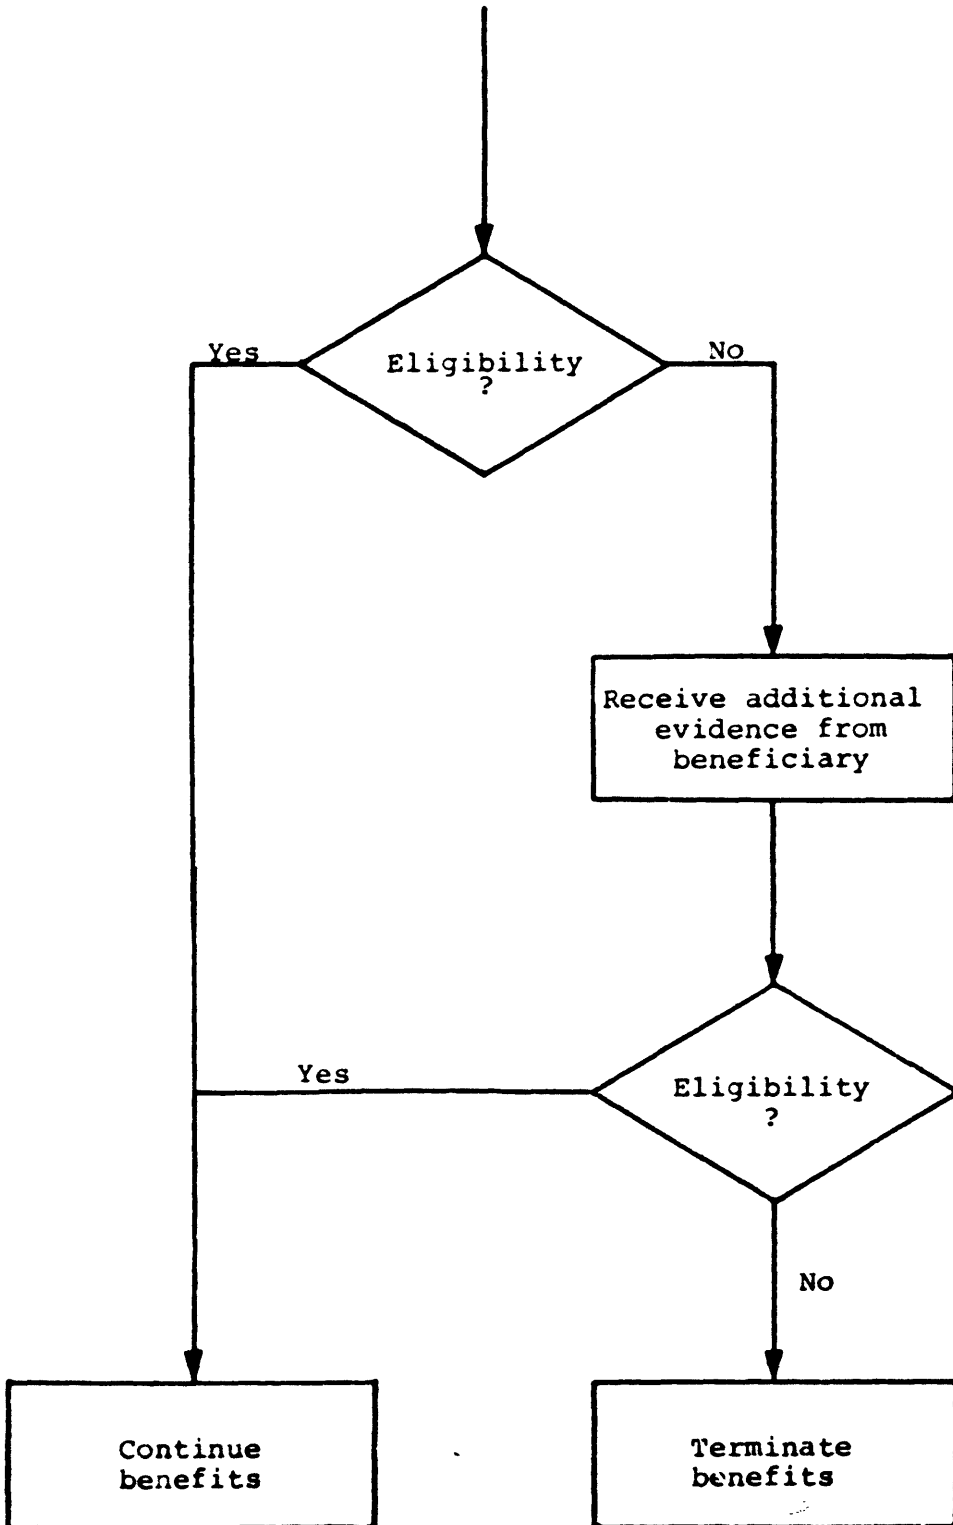 Yes
Eligibility
?
No
Receive additional
evidence from
beneficiary
Yes
Eligibility
?
No
Continue
benefits
Terminate
benefits